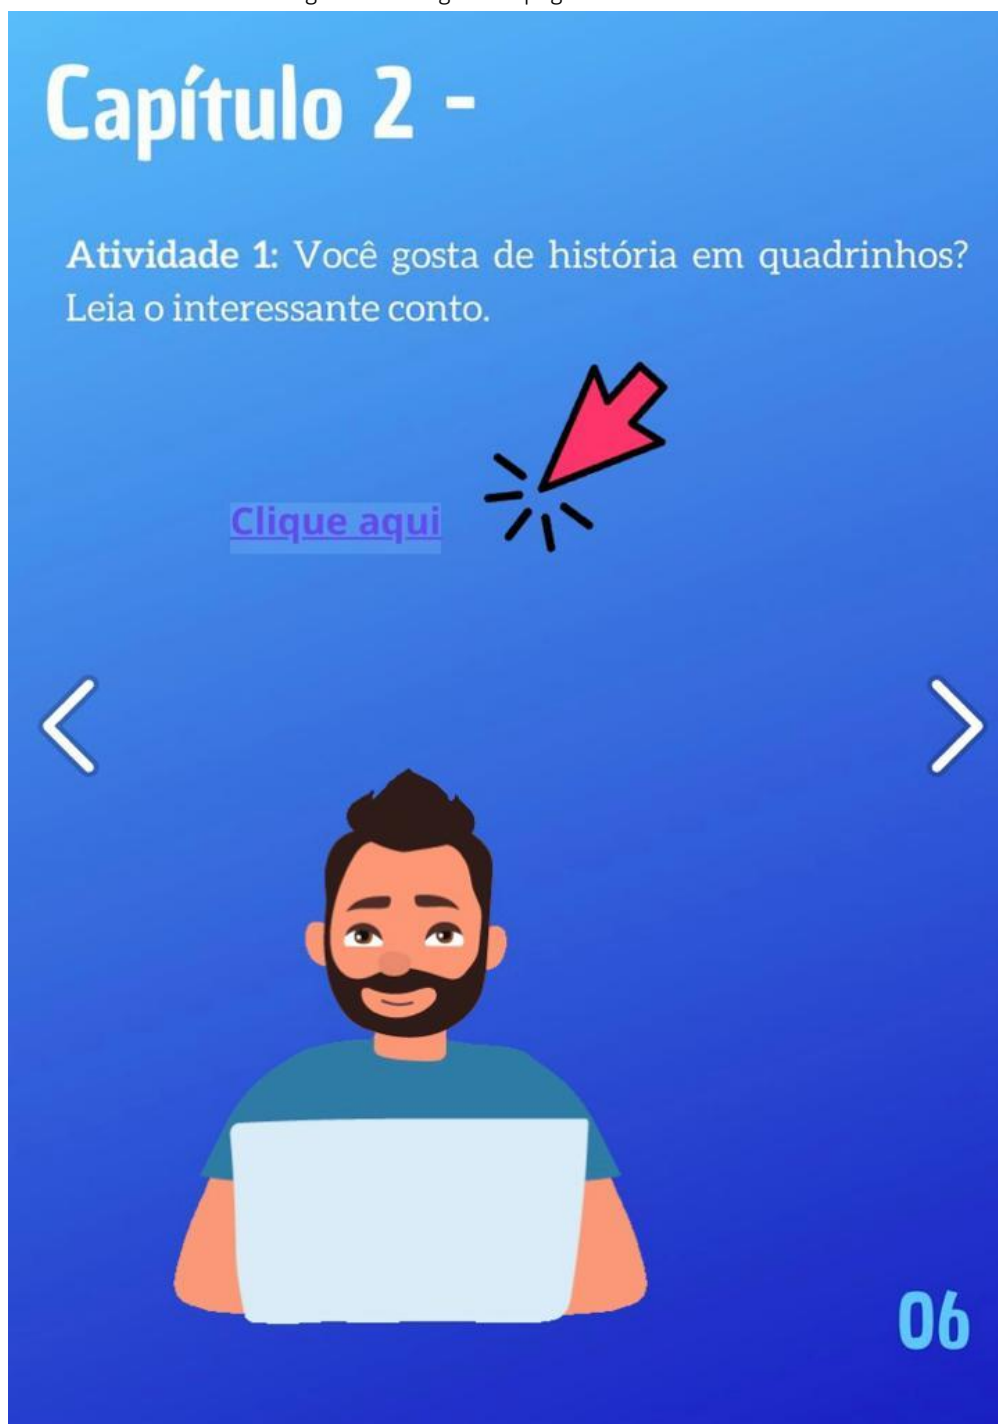 Capítulo 2 -
Atividade 1: Você gosta de história em quadrinhos?
Leia o interessante conto.
Clique aqui
06